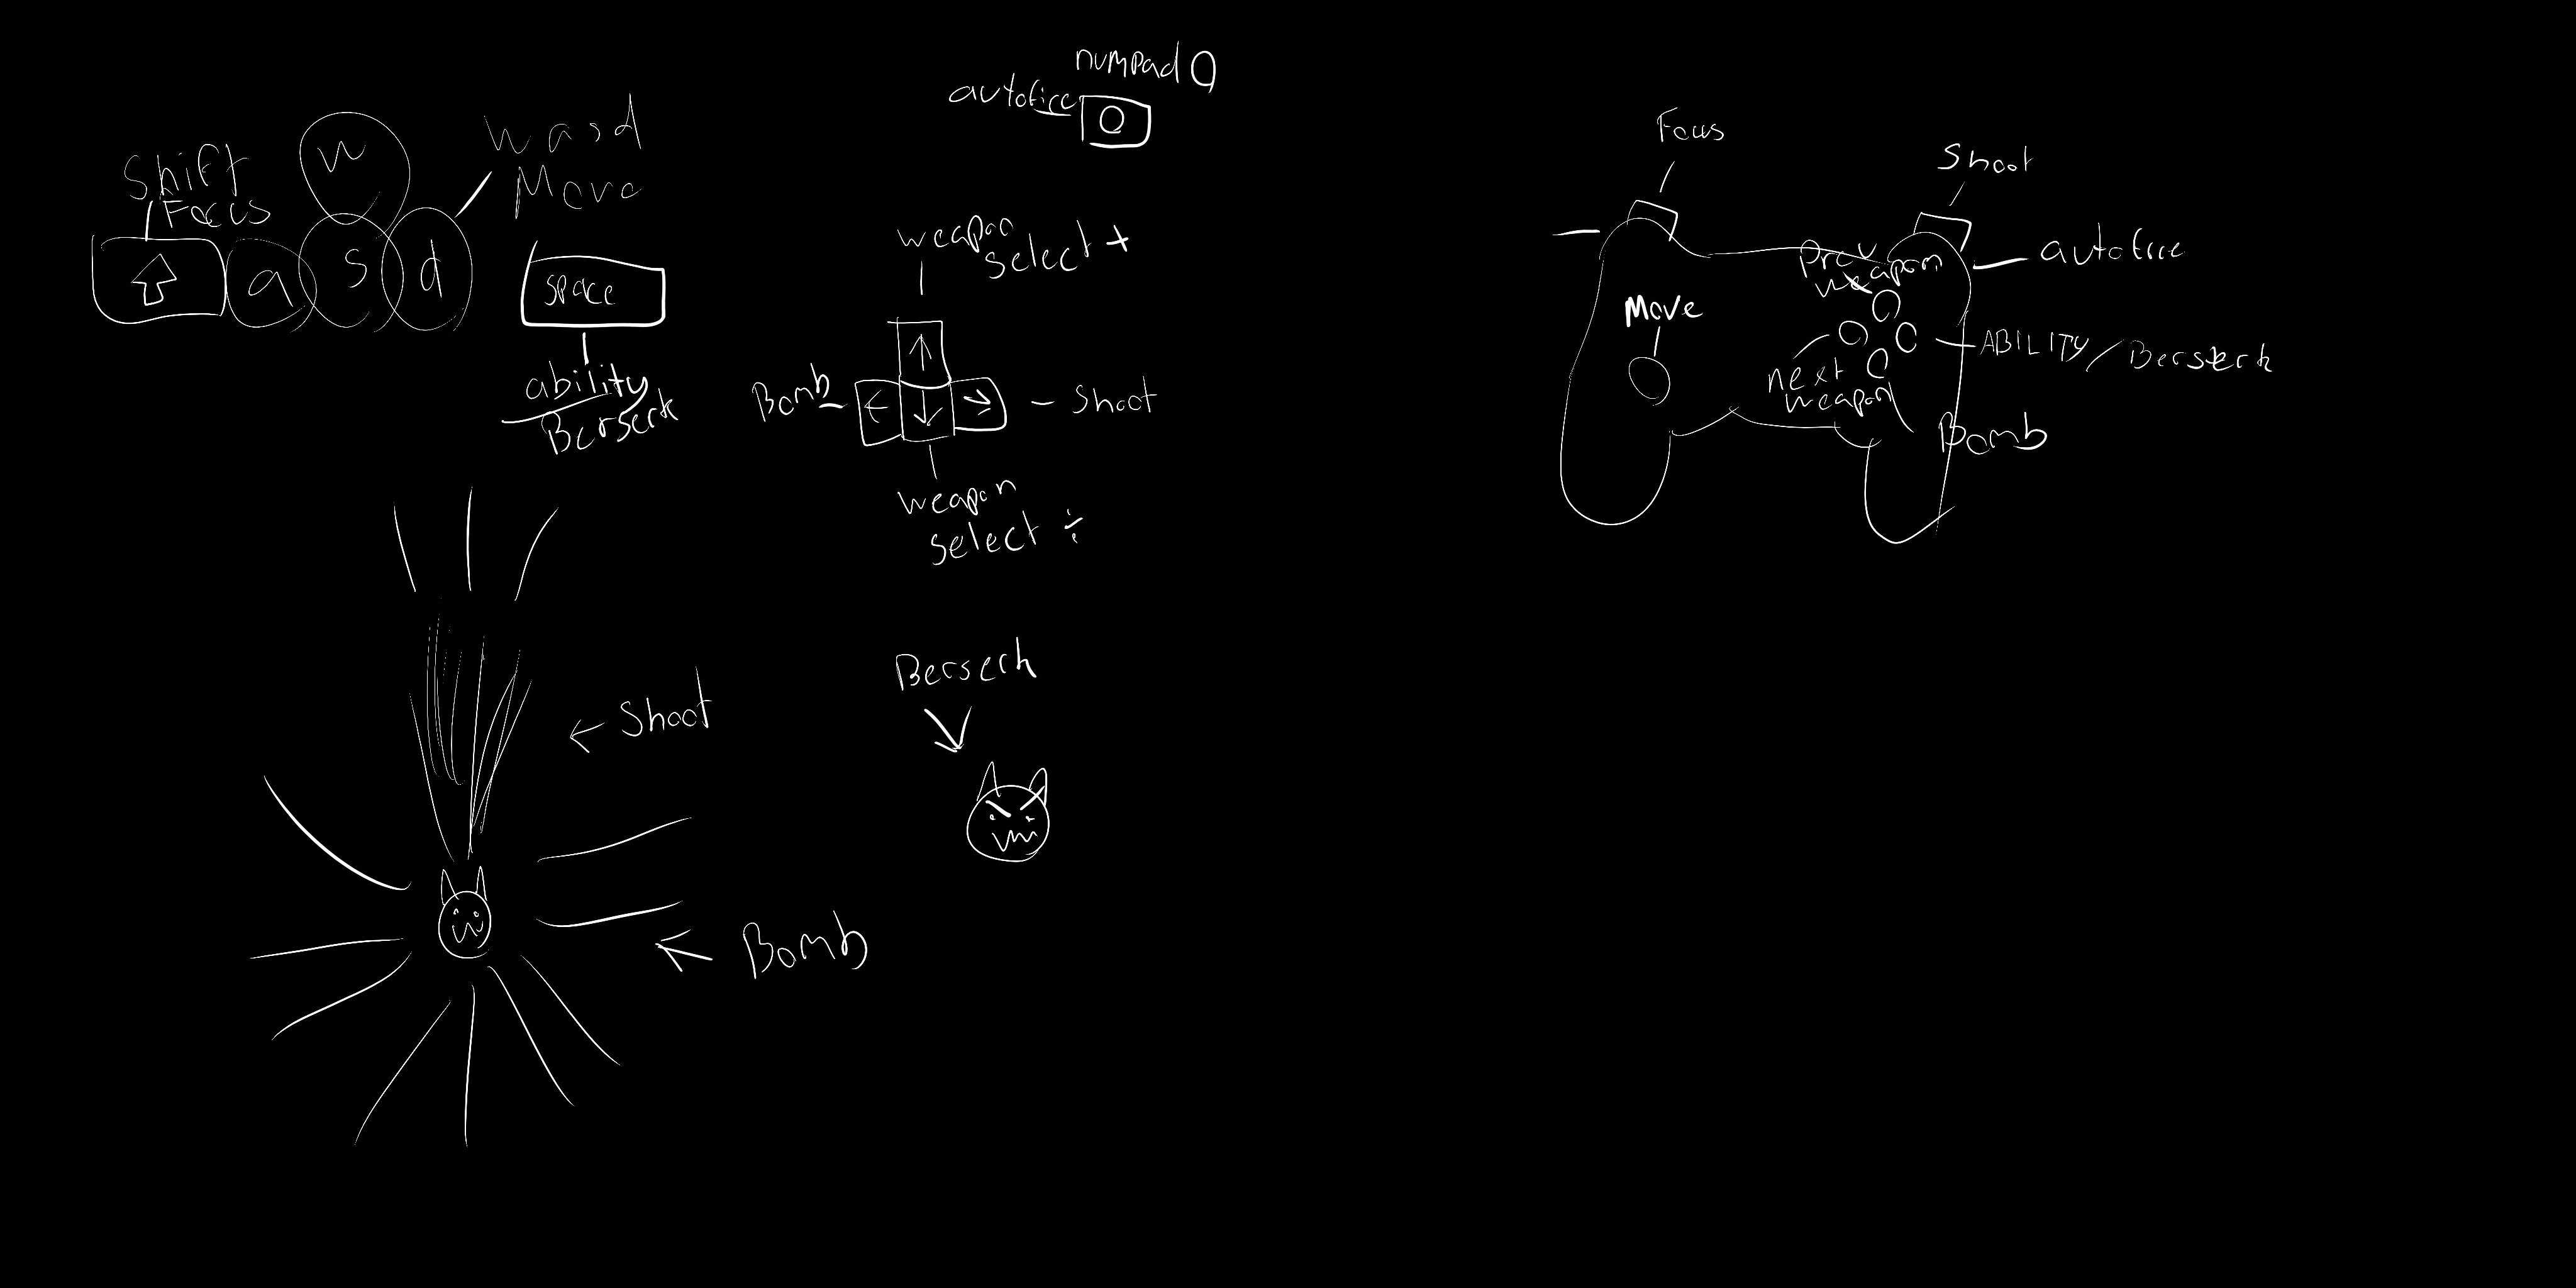 numpad 0
autofire
0
Shift
Focus
w
a
s
d
wasd
Move
space
ability
Berserk
weapon
select +
Bomb
- Shoot
weapon
select ÷
← Shoot
Berserk
← Bomb
Focus
Shoot
autofire
Prev
weapon
Move
ABILITY / Berserk
next
weapon
Bomb